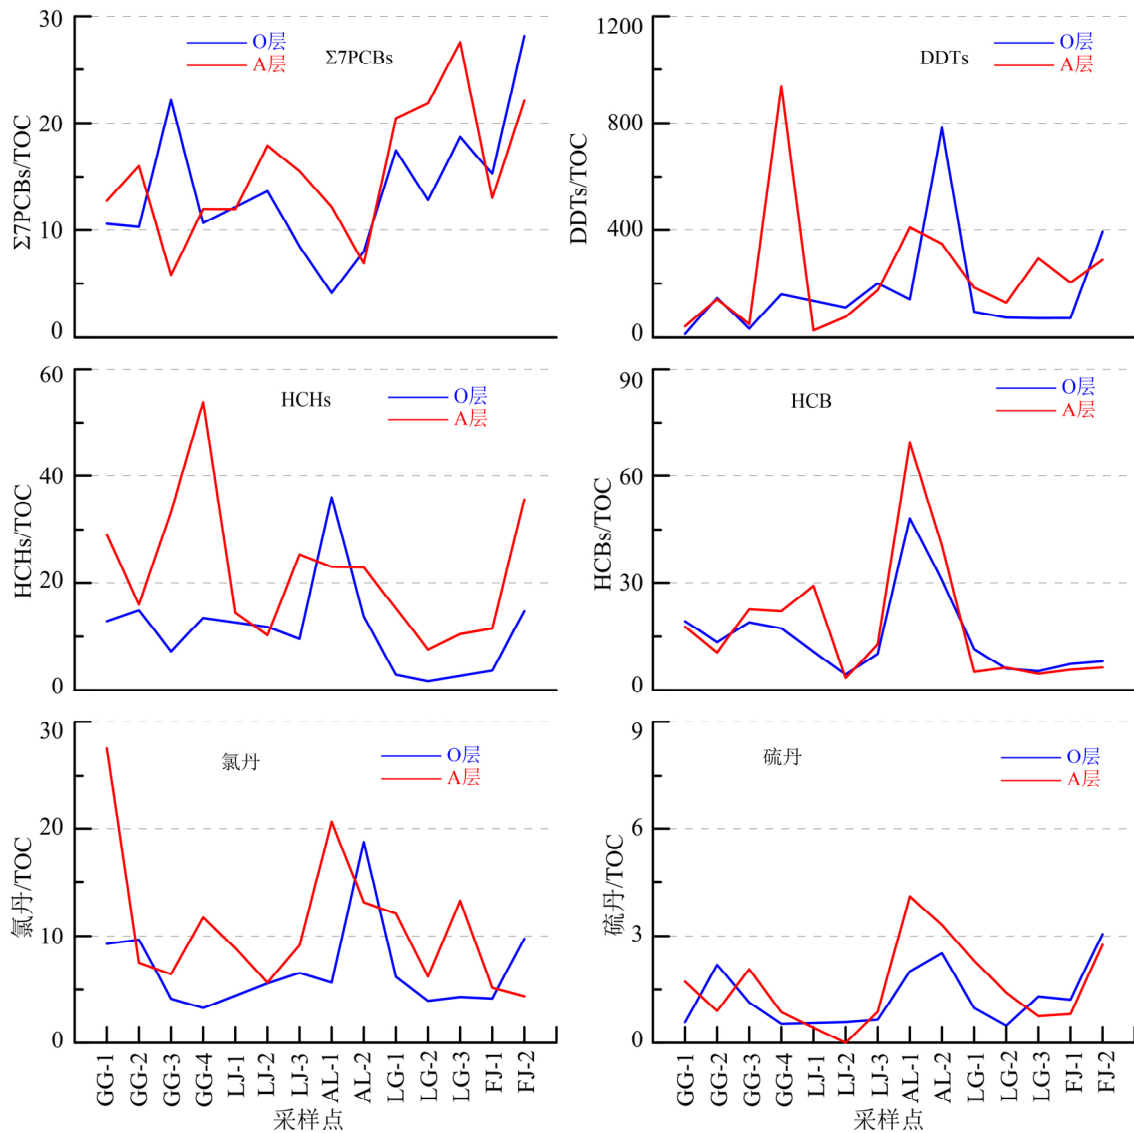 30
20
10
0
Σ7PCBs/TOC
O层
A层
Σ7PCBs
1200
800
400
0
DDTs/TOC
DDTs
O层
A层
60
40
20
0
HCHs/TOC
HCHs
O层
A层
90
60
30
0
HCBs/TOC
HCB
O层
A层
30
20
10
0
氯丹/TOC
氯丹
O层
A层
GG-1
GG-2
GG-3
GG-4
LJ-1
LJ-2
LJ-3
AL-1
AL-2
LG-1
LG-2
LG-3
FJ-1
FJ-2
采样点
9
6
3
0
硫丹/TOC
硫丹
O层
A层
GG-1
GG-2
GG-3
GG-4
LJ-1
LJ-2
LJ-3
AL-1
AL-2
LG-1
LG-2
LG-3
FJ-1
FJ-2
采样点